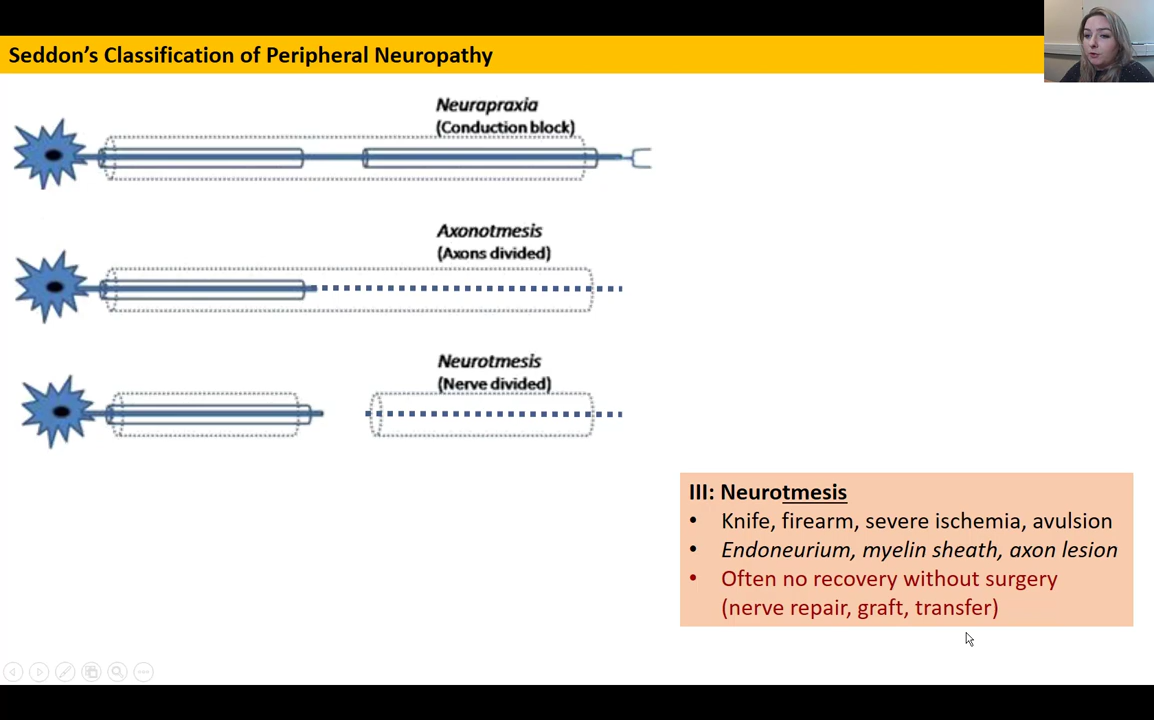 Seddon's Classification of Peripheral Neuropathy
Neurapraxia
(Conduction block)
Axonotmesis
(Axons divided)
Neurotmesis
(Nerve divided)
III: Neurotmesis
• Knife, firearm, severe ischemia, avulsion
• Endoneurium, myelin sheath, axon lesion
• Often no recovery without surgery
(nerve repair, graft, transfer)